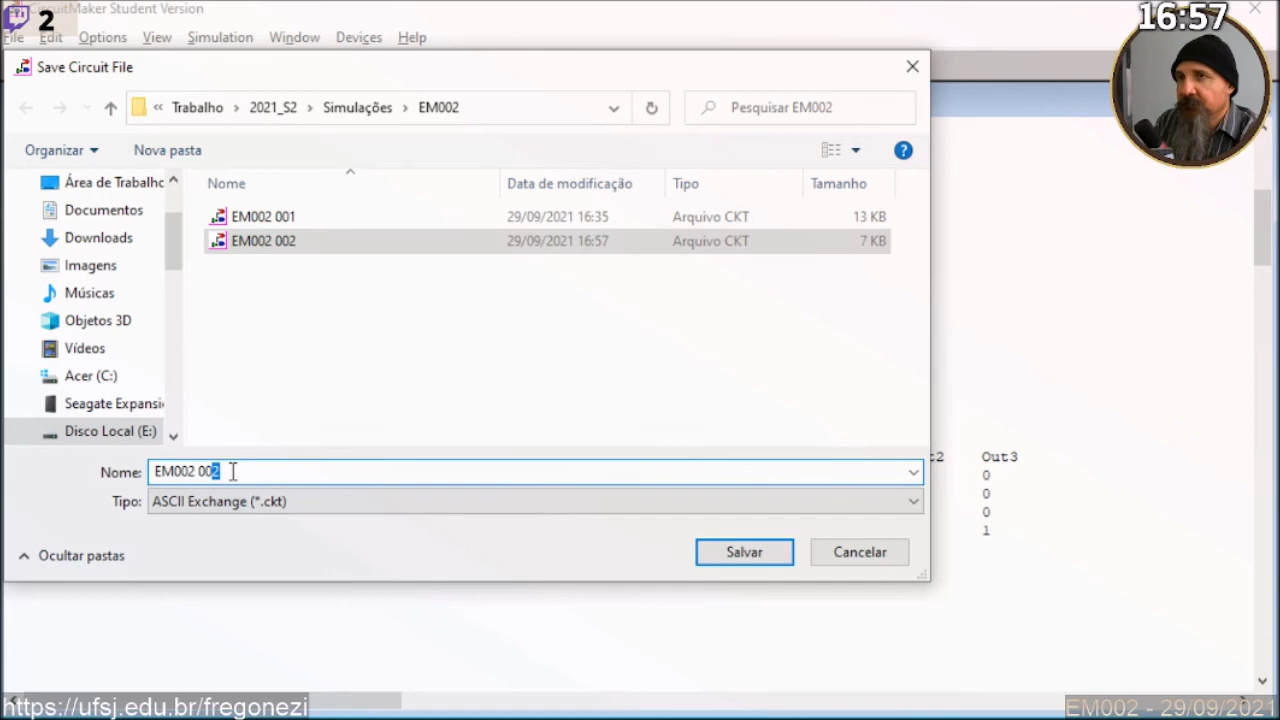 CircuitMaker Student Version
2
16:57
File Edit Options View Simulation Window Devices Help
Save Circuit File
« Trabalho › 2021_S2 › Simulações › EM002
Pesquisar EM002
Organizar Nova pasta
Nome Data de modificação Tipo Tamanho
Área de Trabalho
Documentos
Downloads
Imagens
Músicas
Objetos 3D
Vídeos
Acer (C:)
Seagate Expansi
Disco Local (E:)
EM002 001 29/09/2021 16:35 Arquivo CKT 13 KB
EM002 002 29/09/2021 16:57 Arquivo CKT 7 KB
Nome: EM002 002
Tipo: ASCII Exchange (*.ckt)
Ocultar pastas
Salvar Cancelar
t2 Out3
0
0
0
1
https://ufsj.edu.br/fregonezi
EM002 - 29/09/2021